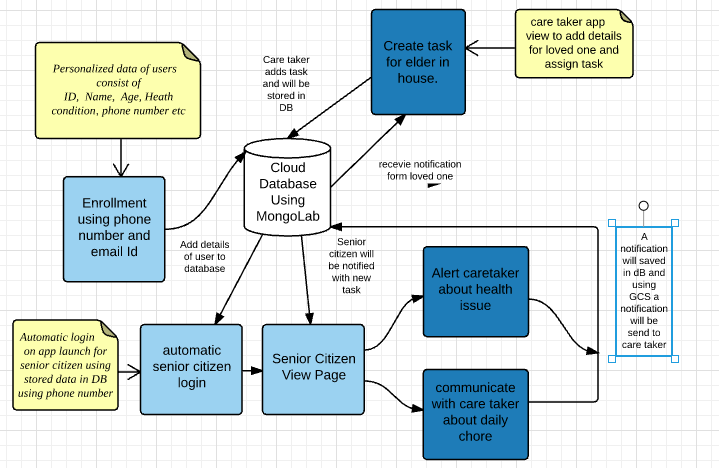 care taker app
view to add details
for loved one and
assign task
Create task
for elder in
house.
Personalized data of users
consist of
ID, Name, Age, Heath
condition, phone number etc
Care taker
adds task
and will be
stored in
DB
Cloud
Database
Using
MongoLab
recevie notification
form loved one
Enrollment
using phone
number and
email Id
Add details
of user to
database
Senior
citizen will
be notified
with new
task
A
notification
will saved
in dB and
using
GCS a
notification
will be
send to
care taker
Alert caretaker
about health
issue
Automatic login
on app launch for
senior citizen using
stored data in DB
using phone number
automatic
senior citizen
login
Senior Citizen
View Page
communicate
with care taker
about daily
chore